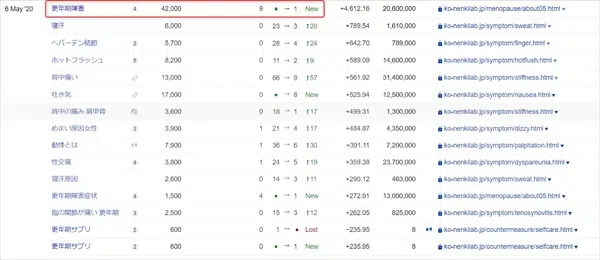 6 May '20 更年期障害 4 42,000 9 → 1 New +4,612.16 20,600,000 ko-nenkilab.jp/menopause/about05.html
寝汗 6,000 0 23 → 3 ↑20 +789.54 1,610,000 ko-nenkilab.jp/symptom/sweat.html
へバーデン結節 2 5,700 0 28 → 4 ↑24 +642.70 789,000 ko-nenkilab.jp/symptom/finger.html
ホットフラッシュ 8 8,100 0 11 → 2 ↑9 +589.09 14,600,000 ko-nenkilab.jp/symptom/hotflush.html
背中痛い 13,000 0 66 → 9 ↑57 +561.92 31,400,000 ko-nenkilab.jp/symptom/stiffness.html
吐き気 17,000 0 → 8 New +525.94 12,500,000 ko-nenkilab.jp/symptom/nausea.html
背中の痛み 肩甲骨 3,600 0 18 → 1 ↑17 +499.31 1,300,000 ko-nenkilab.jp/symptom/stiffness.html
めまい原因女性 3 3,900 1 21 → 4 ↑17 +484.87 4,350,000 ko-nenkilab.jp/symptom/dizzy.html
動悸とは 7,900 1 36 → 6 ↑30 +391.11 7,200,000 ko-nenkilab.jp/symptom/palpitation.html
性交痛 4 3,800 1 24 → 5 ↑19 +359.38 23,700,000 ko-nenkilab.jp/symptom/dyspareunia.html
寝汗原因 2,600 0 14 → 3 ↑11 +290.12 463,000 ko-nenkilab.jp/symptom/sweat.html
更年期障害症状 4 1,500 4 → 1 New +272.91 13,000,000 ko-nenkilab.jp/menopause/about05.html
指の関節が痛い 更年期 3 2,500 0 15 → 3 ↑12 +262.05 825,000 ko-nenkilab.jp/symptom/tenosynovitis.html
更年期サプリ 2 600 0 1 → Lost −235.95 8 ko-nenkilab.jp/countermeasure/selfcare.html
更年期サプリ 2 600 0 → 1 New +235.95 8 ko-nenkilab.jp/countermeasure/selfcare.html